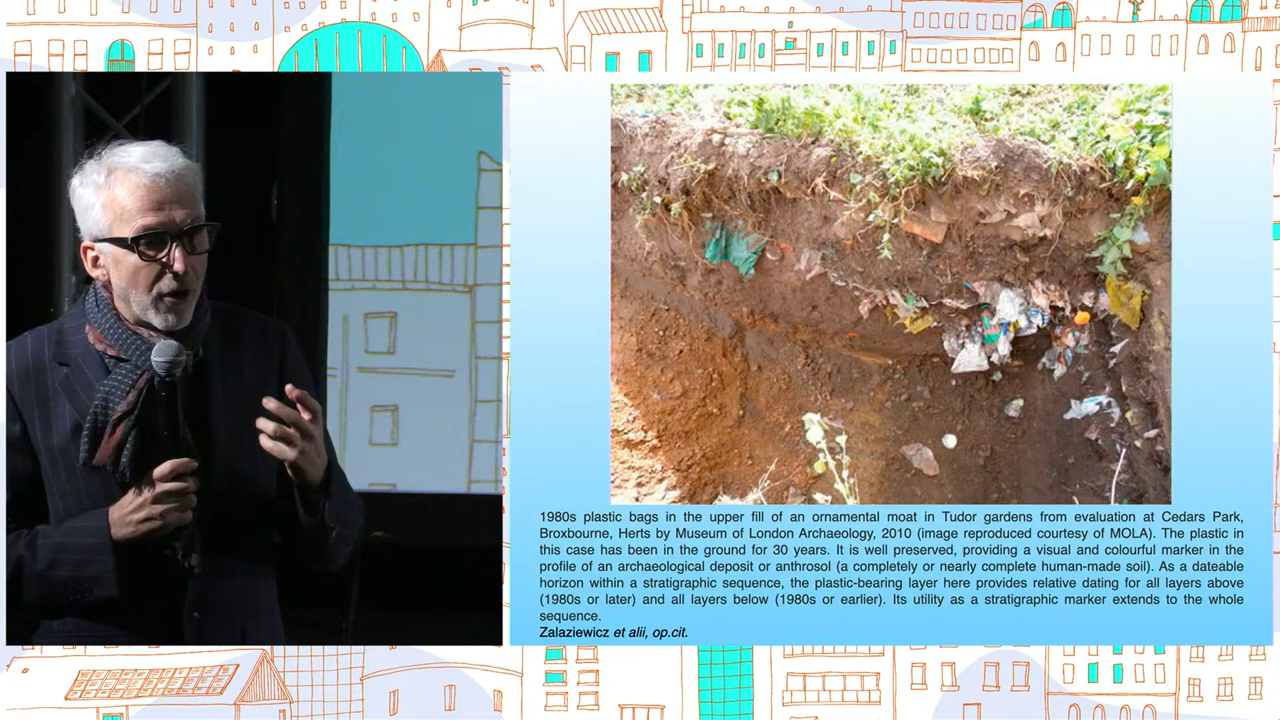 1980s plastic bags in the upper fill of an ornamental moat in Tudor gardens from evaluation at Cedars Park,
Broxbourne, Herts by Museum of London Archaeology, 2010 (image reproduced courtesy of MOLA). The plastic in
this case has been in the ground for 30 years. It is well preserved, providing a visual and colourful marker in the
profile of an archaeological deposit or anthrosol (a completely or nearly complete human-made soil). As a dateable
horizon within a stratigraphic sequence, the plastic-bearing layer here provides relative dating for all layers above
(1980s or later) and all layers below (1980s or earlier). Its utility as a stratigraphic marker extends to the whole
sequence.
Zalaziewicz et alii, op.cit.